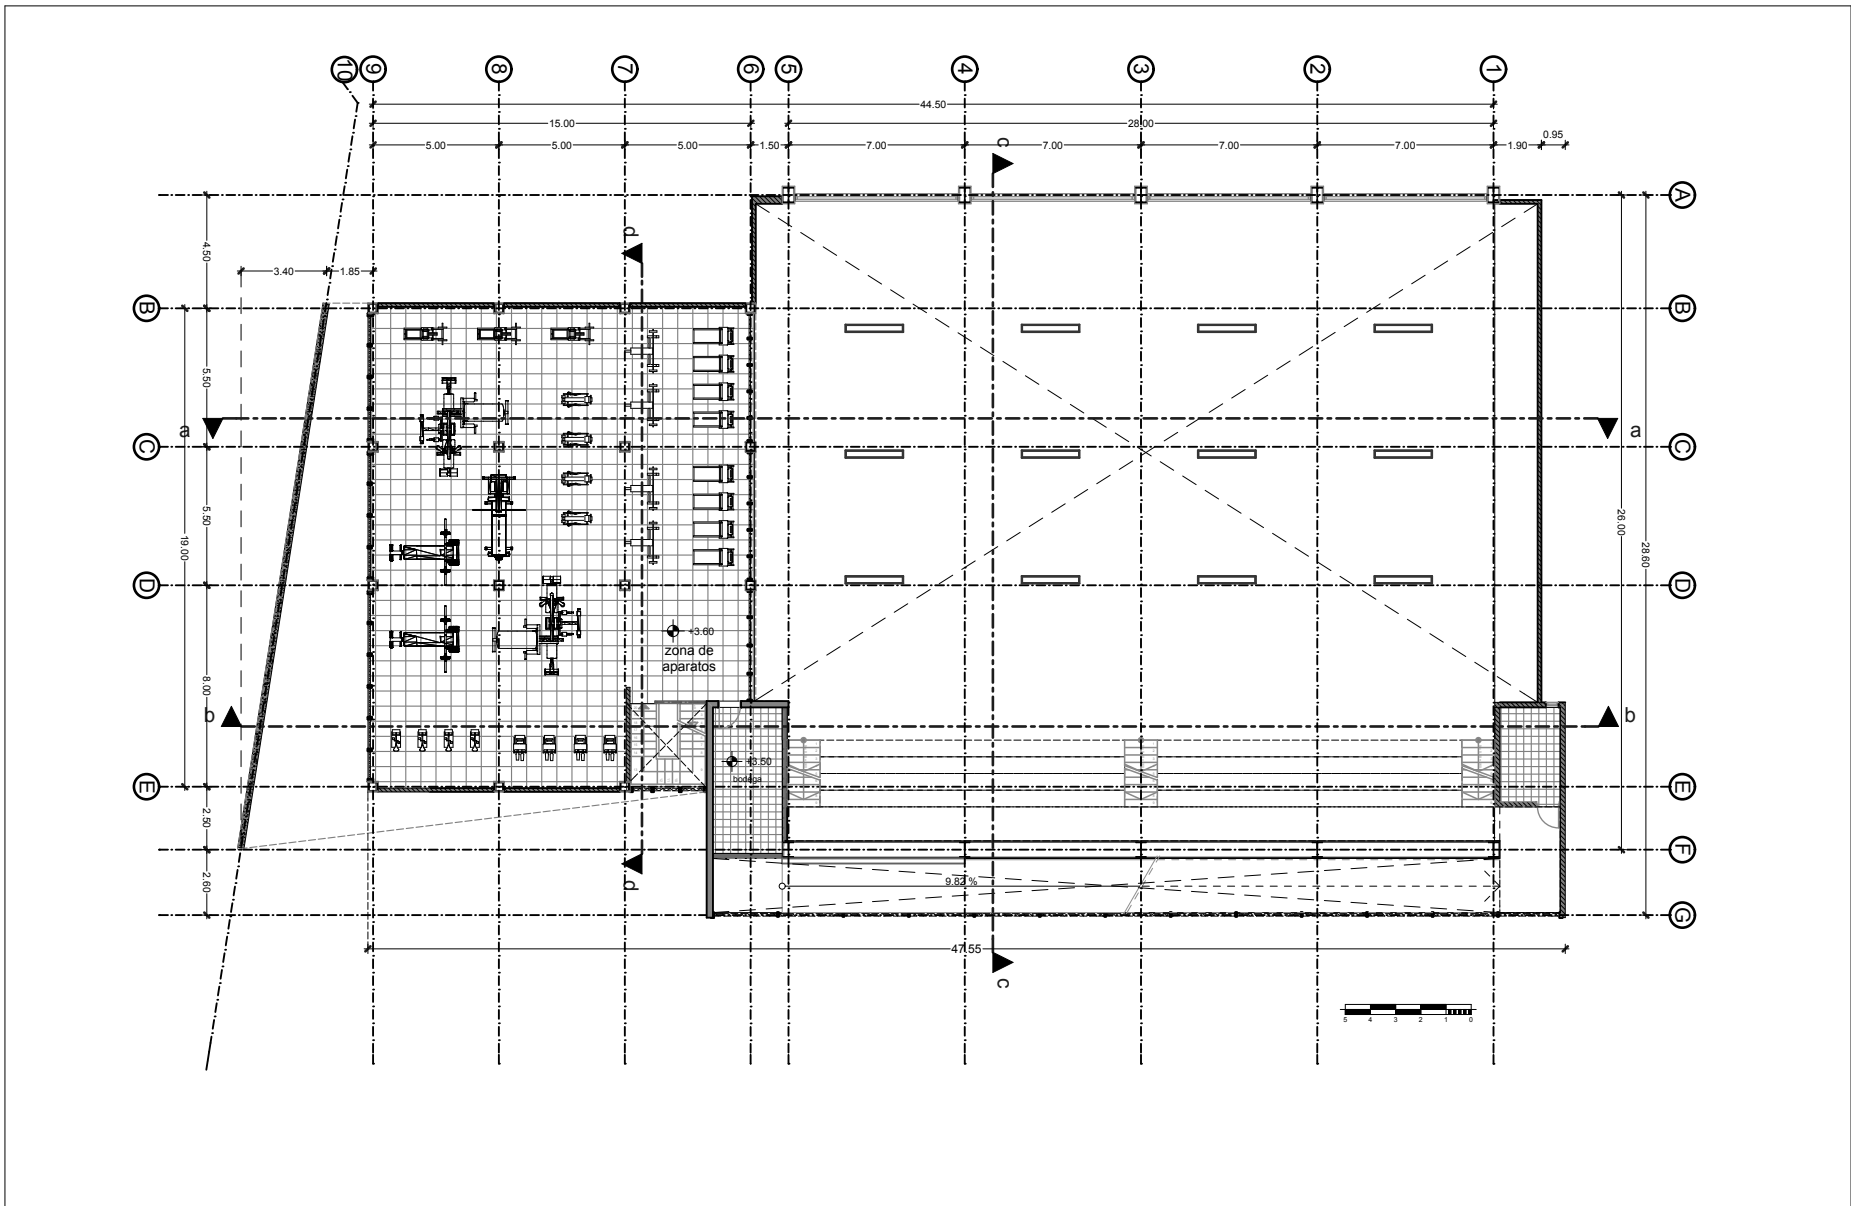 10 9 8 7 6 5 4 3 2 1
44.50
15.00 28.00
0.95
5.00 5.00 5.00 1.50 7.00 7.00 7.00 7.00 1.90
c
A
d
4.50
3.40 1.85
B B
5.50
a a
C C
5.50 26.00
19.00 28.60
D D
+3.60
zona de
aparatos
8.00
b b
+3.50
bodega
E E
2.50
F
2.60 d 9.82 %
G
47.55
c
5 4 3 2 1 0